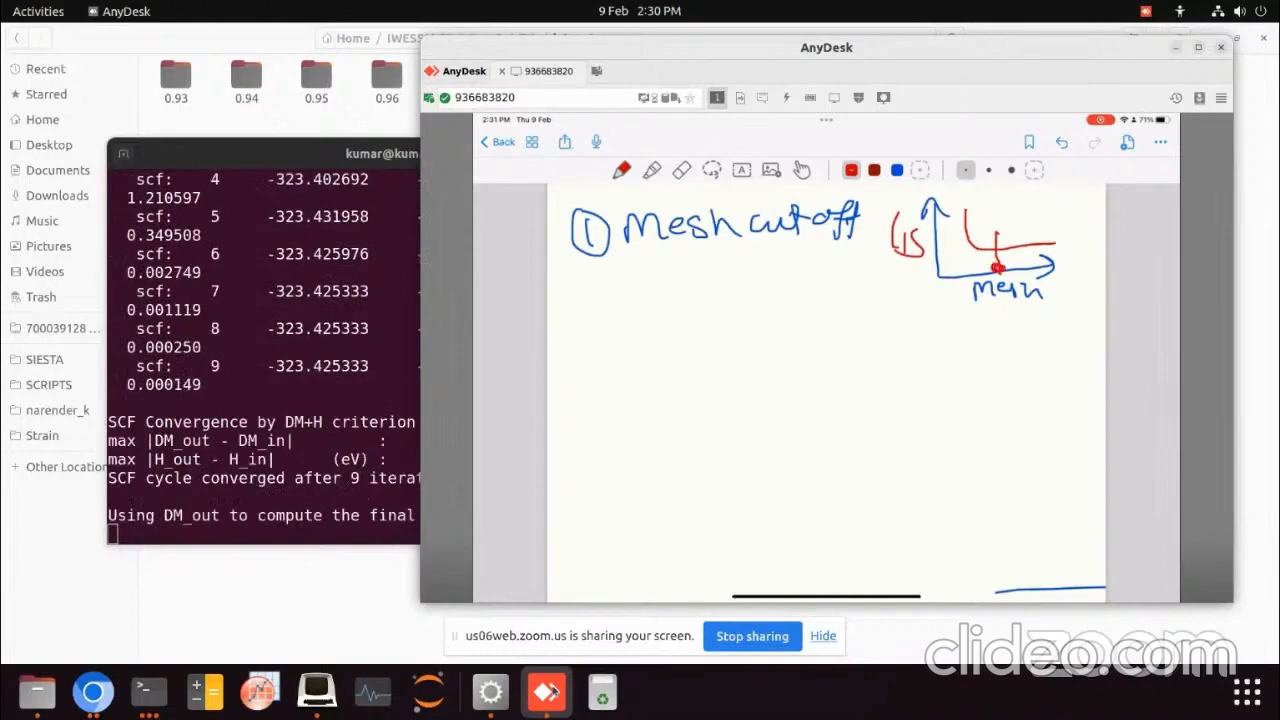 Activities
AnyDesk
9 Feb 2:30 PM
Home / IWES
AnyDesk
Recent
Starred
Home
Desktop
Documents
Downloads
Music
Pictures
Videos
Trash
700039128 ...
SIESTA
SCRIPTS
narender_k
Strain
+ Other Location
0.93 0.94 0.95 0.96
kumar@kum
scf: 4 -323.402692
1.210597
scf: 5 -323.431958
0.349508
scf: 6 -323.425976
0.002749
scf: 7 -323.425333
0.001119
scf: 8 -323.425333
0.000250
scf: 9 -323.425333
0.000149
SCF Convergence by DM+H criterion
max |DM_out - DM_in| :
max |H_out - H_in| (eV) :
SCF cycle converged after 9 iterat
Using DM_out to compute the final
AnyDesk
936683820
936683820
1
2:31 PM Thu 9 Feb
71%
Back
① Mesh cutoff
Mesh
us06web.zoom.us is sharing your screen.
Stop sharing
Hide
clideo.com
zoom